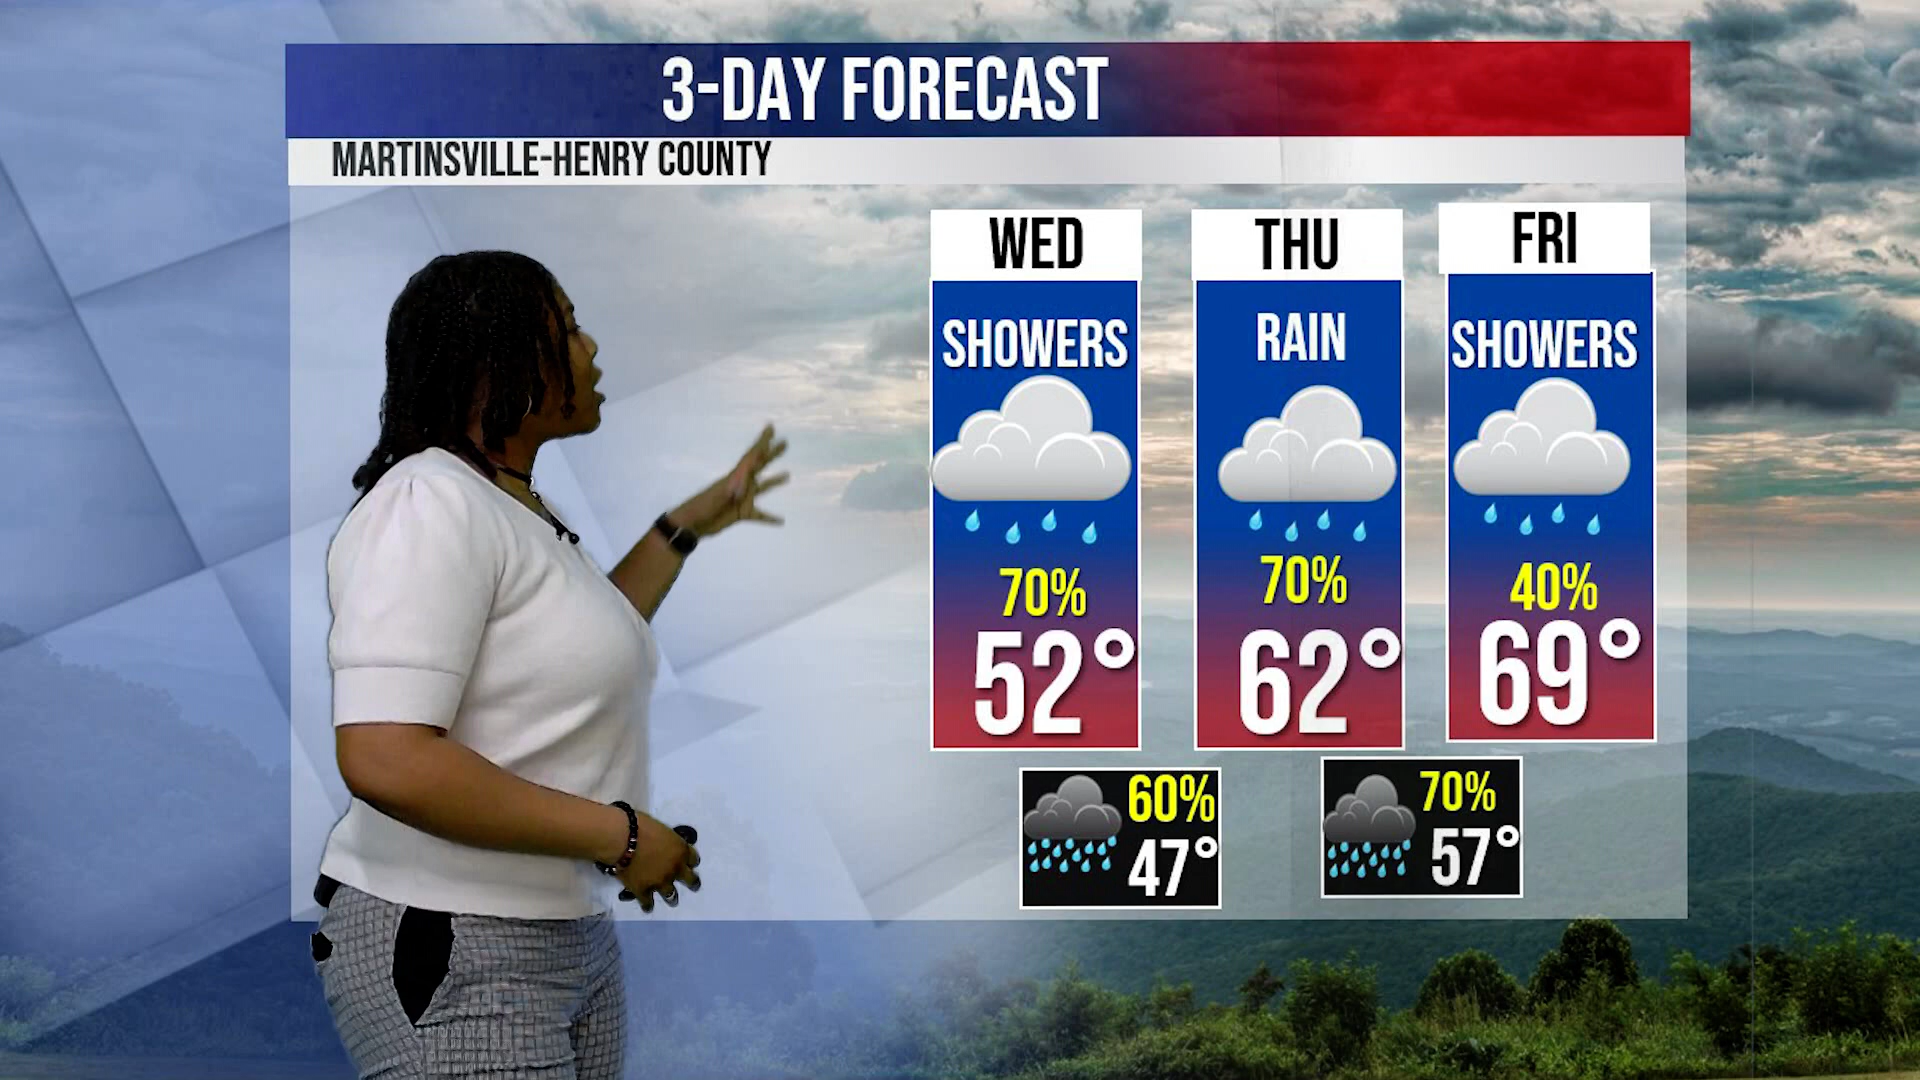 3-DAY FORECAST
MARTINSVILLE-HENRY COUNTY
WED
SHOWERS
70%
52°
THU
RAIN
70%
62°
FRI
SHOWERS
40%
69°
60%
47°
70%
57°